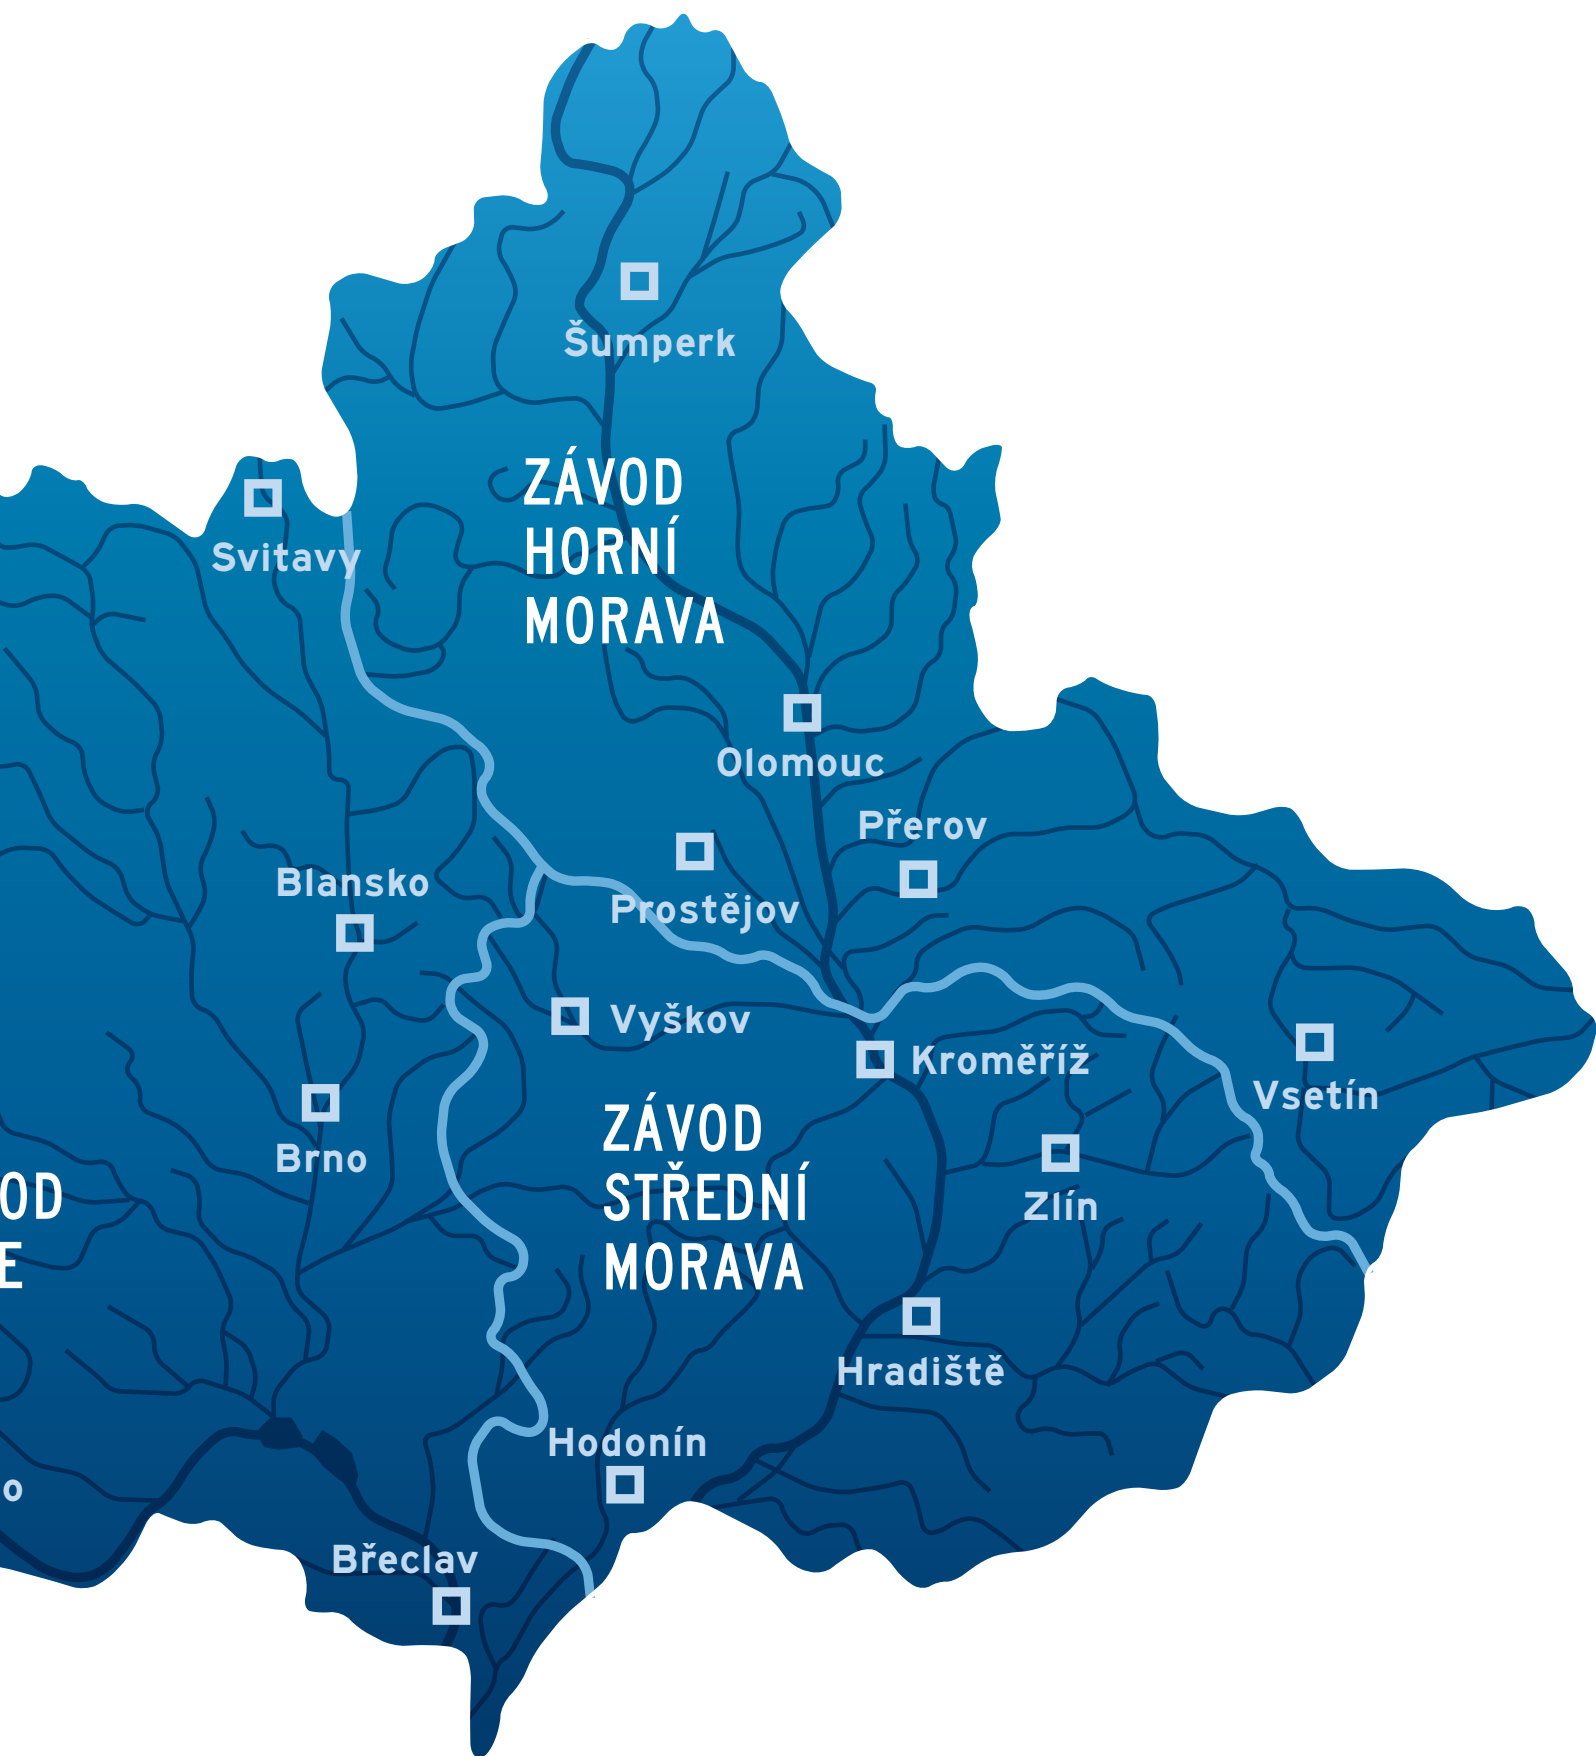 Šumperk
ZÁVOD
HORNÍ
MORAVA
Svitavy
Olomouc
Přerov
Blansko
Prostějov
Vyškov
Kroměříž
Vsetín
ZÁVOD
STŘEDNÍ
MORAVA
Brno
OD
E
Zlín
Hradiště
Hodonín
o
Břeclav